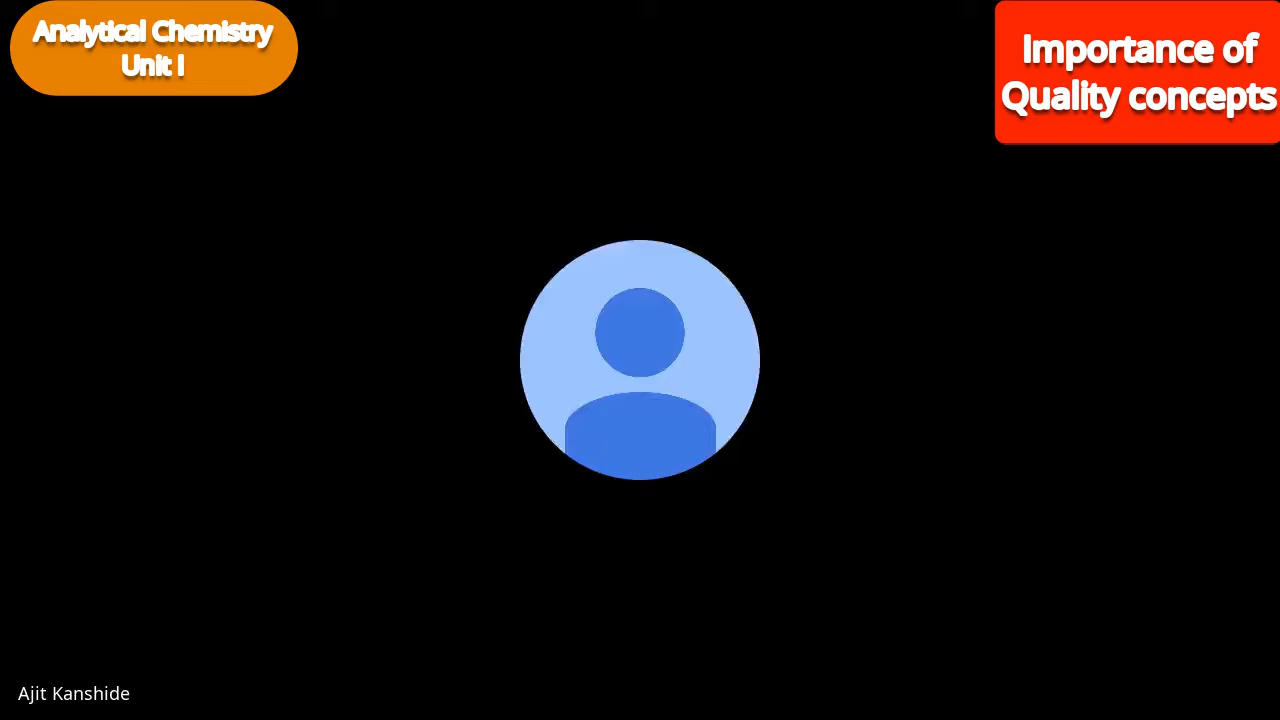 Analytical Chemistry
Unit I
Importance of
Quality concepts
Ajit Kanshide